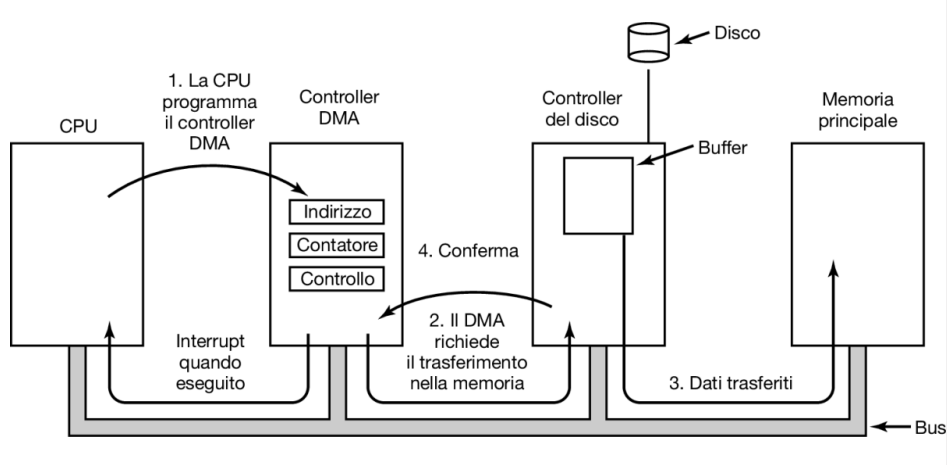 Disco
1. La CPU
programma
il controller
DMA
Controller
DMA
Controller
del disco
Memoria
principale
CPU
Buffer
Indirizzo
Contatore
Controllo
4. Conferma
Interrupt
quando
eseguito
2. Il DMA
richiede
il trasferimento
nella memoria
3. Dati trasferiti
Bus